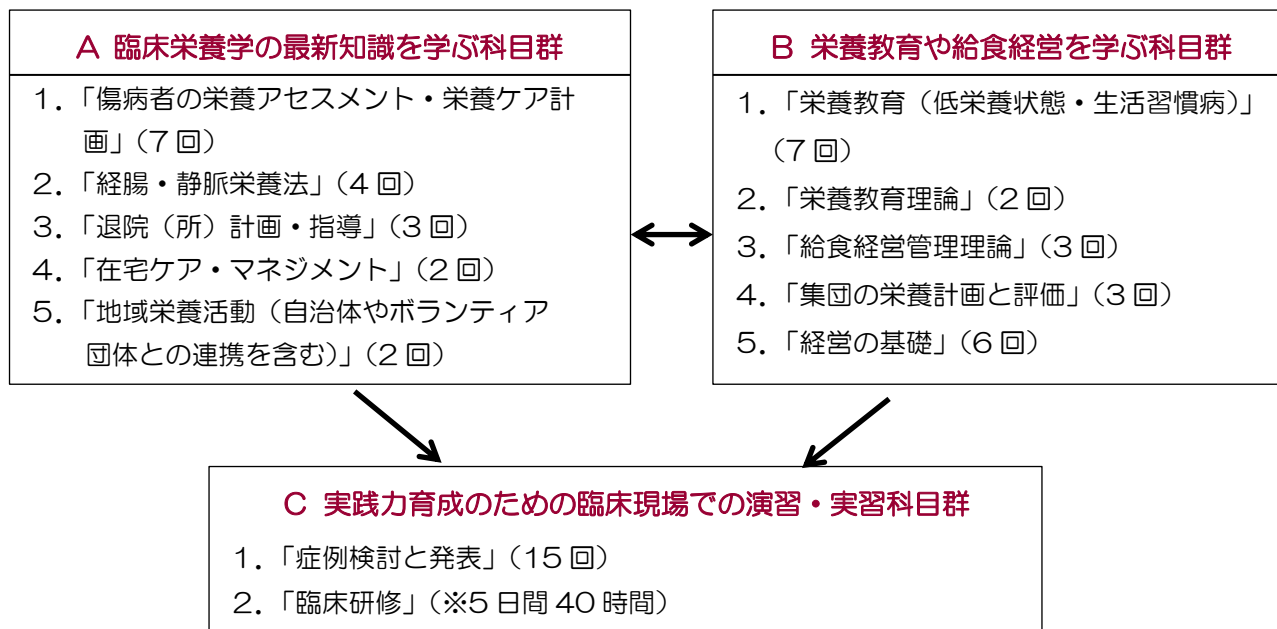 A 臨床栄養学の最新知識を学ぶ科目群
1.「傷病者の栄養アセスメント・栄養ケア計
画」(7回)
2.「経腸・静脈栄養法」(4回)
3.「退院(所)計画・指導」(3回)
4.「在宅ケア・マネジメント」(2回)
5.「地域栄養活動(自治体やボランティア
団体との連携を含む)」(2回)
B 栄養教育や給食経営を学ぶ科目群
1.「栄養教育(低栄養状態・生活習慣病)」
(7回)
2.「栄養教育理論」(2回)
3.「給食経営管理理論」(3回)
4.「集団の栄養計画と評価」(3回)
5.「経営の基礎」(6回)
C 実践力育成のための臨床現場での演習・実習科目群
1.「症例検討と発表」(15回)
2.「臨床研修」(※5日間40時間)